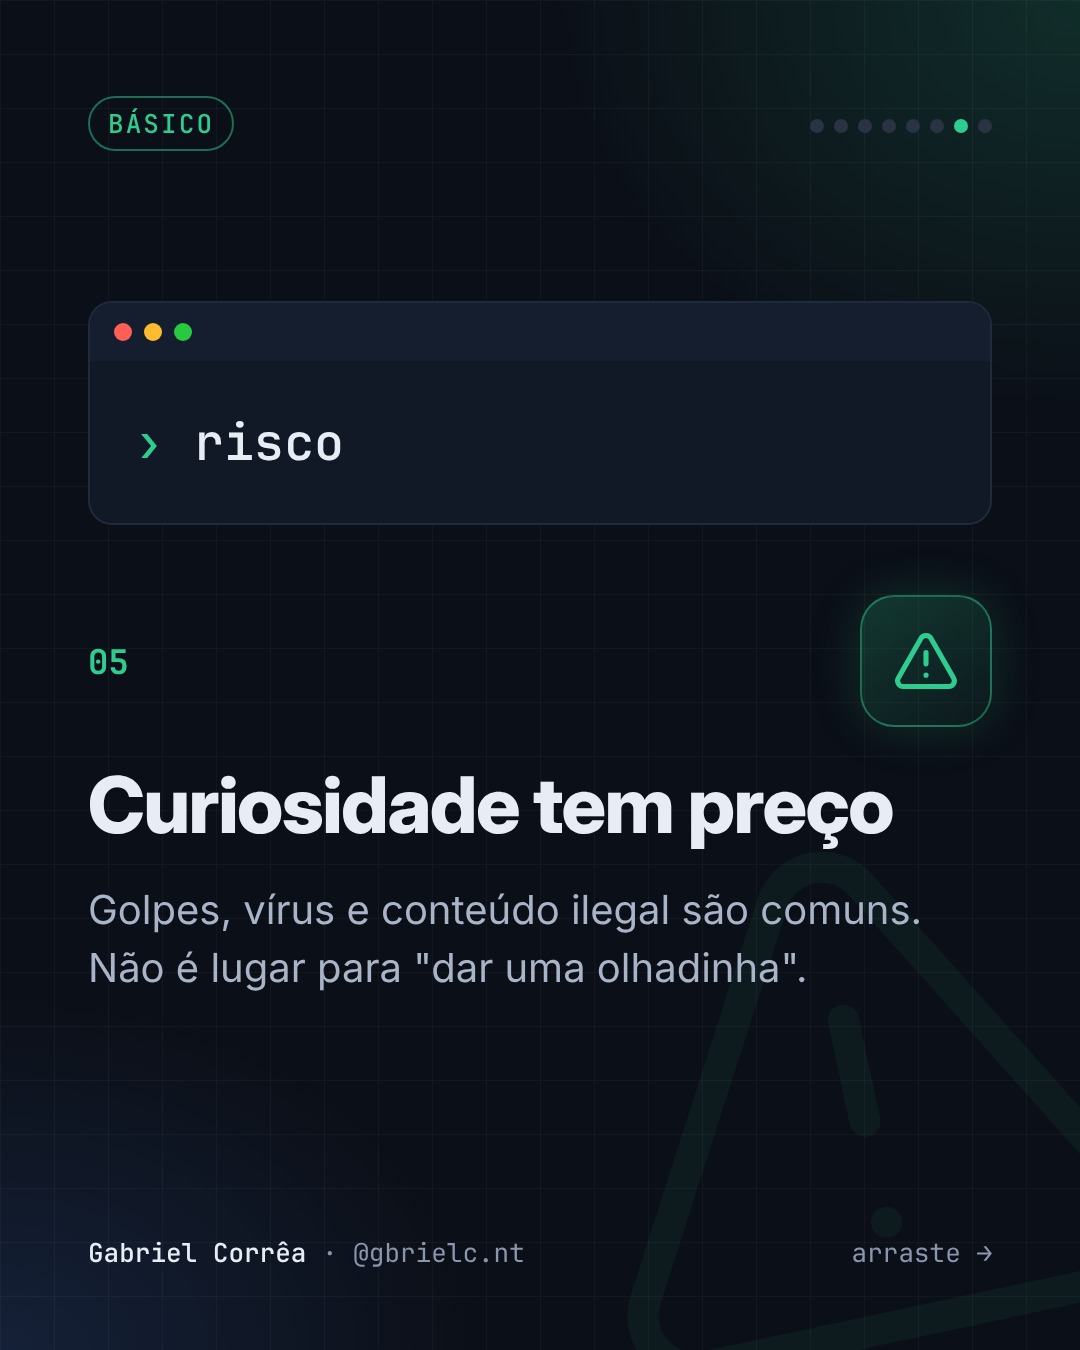 BÁSICO
› risco
05
Curiosidade tem preço
Golpes, vírus e conteúdo ilegal são comuns.
Não é lugar para "dar uma olhadinha".
Gabriel Corrêa · @gbrielc.nt
arraste →